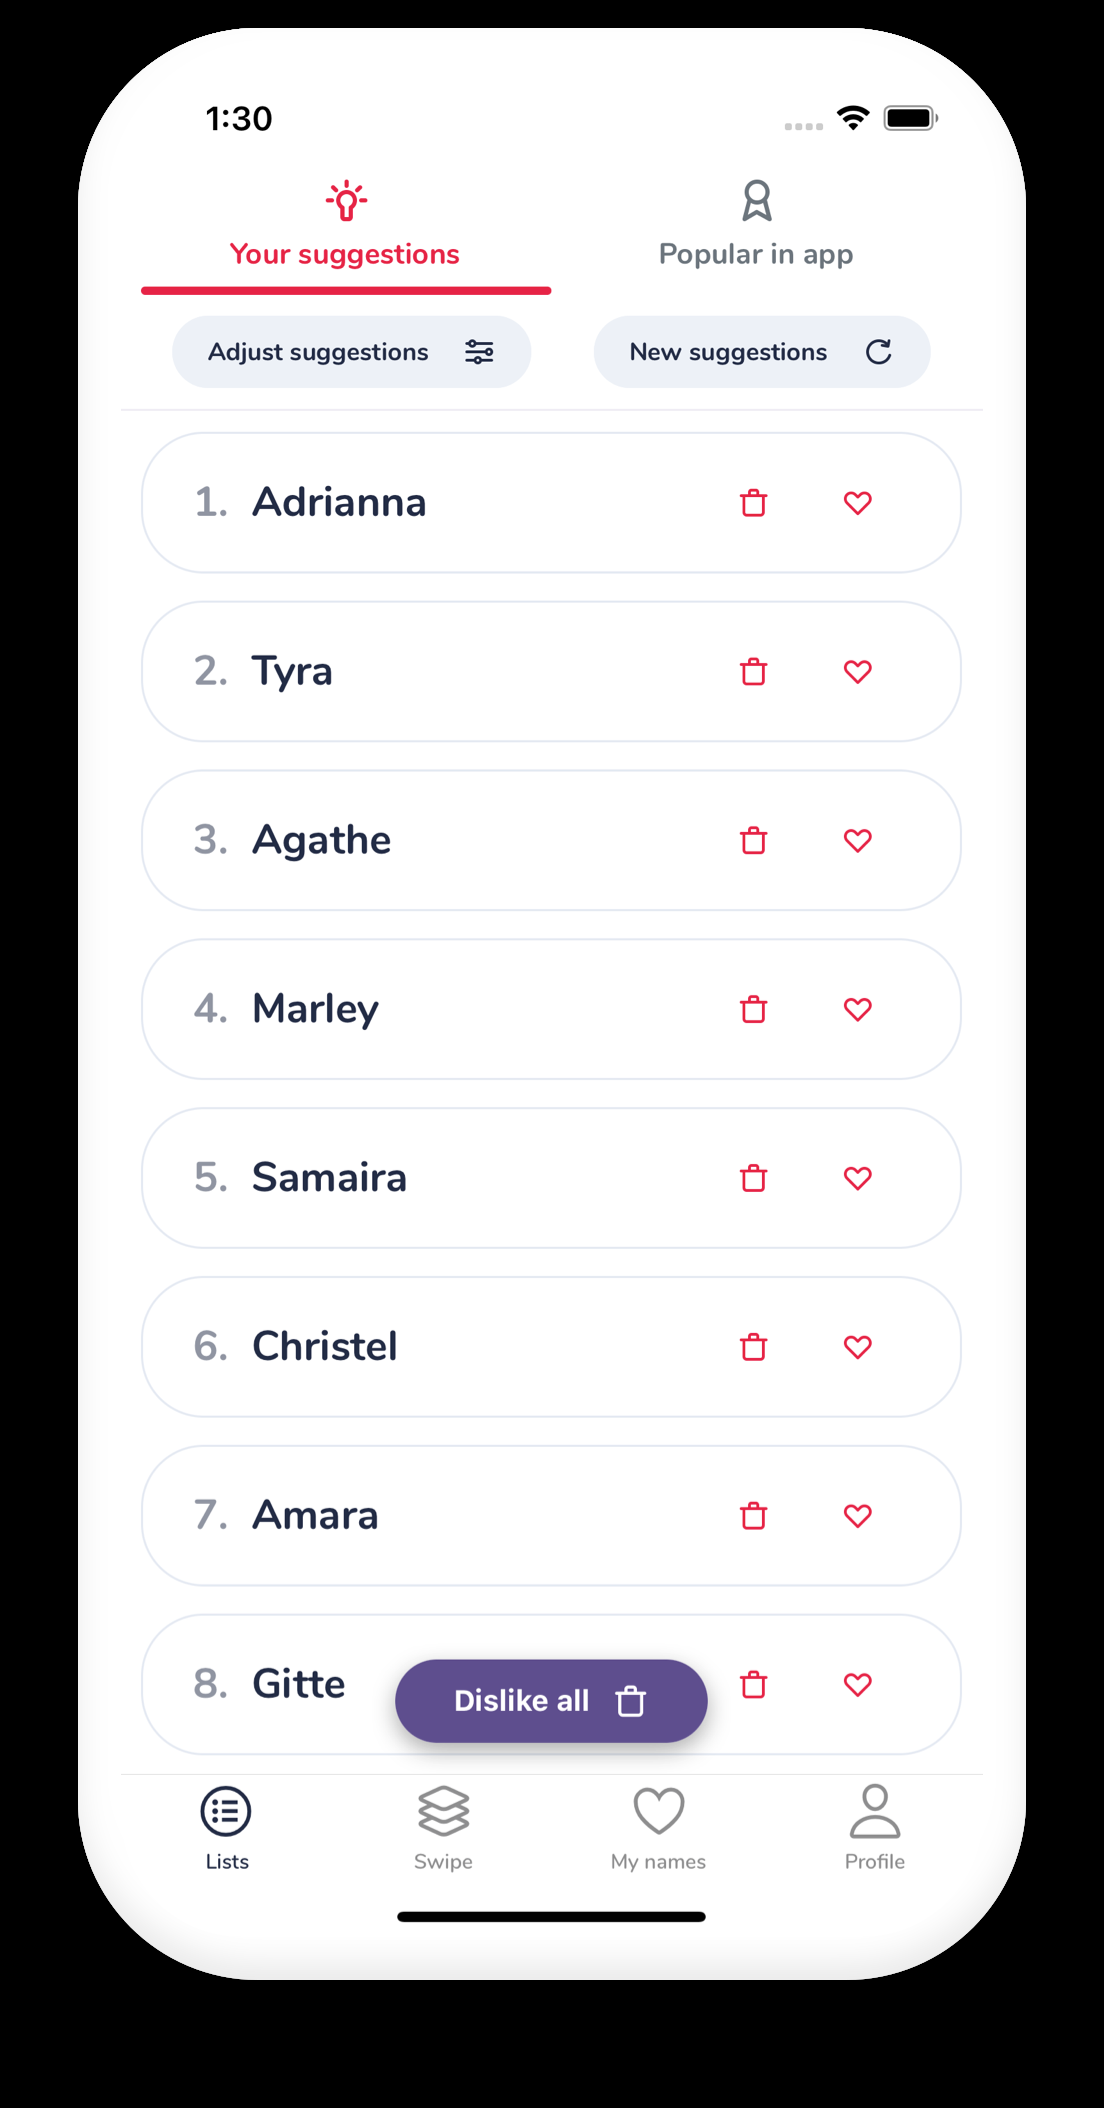 1:30
Your suggestions
Popular in app
Adjust suggestions
New suggestions
1. Adrianna
2. Tyra
3. Agathe
4. Marley
5. Samaira
6. Christel
7. Amara
8. Gitte
Dislike all
Lists
Swipe
My names
Profile